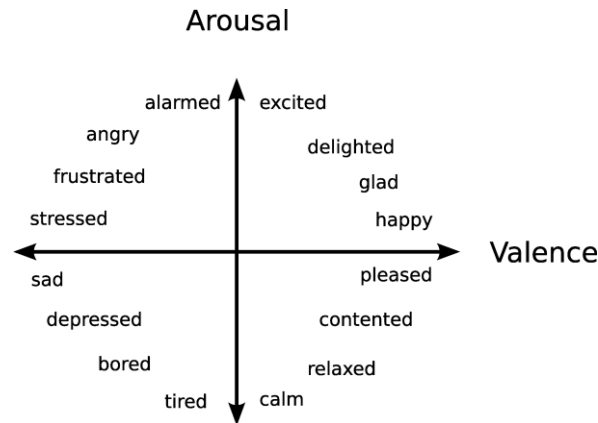 Arousal
alarmed excited
angry
delighted
frustrated
glad
stressed
happy
Valence
sad
pleased
depressed
contented
bored
relaxed
tired
calm